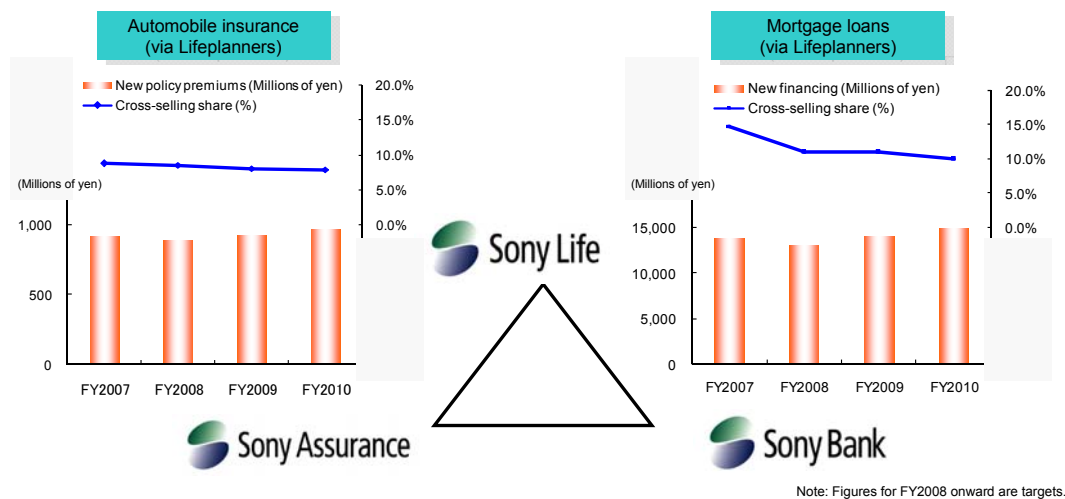 Automobile insurance
(via Lifeplanners)
New policy premiums (Millions of yen)
Cross-selling share (%)
20.0%
15.0%
10.0%
5.0%
0.0%
(Millions of yen)
1,000
500
0
FY2007 FY2008 FY2009 FY2010
Mortgage loans
(via Lifeplanners)
New financing (Millions of yen)
Cross-selling share (%)
20.0%
15.0%
10.0%
5.0%
0.0%
(Millions of yen)
15,000
10,000
5,000
0
FY2007 FY2008 FY2009 FY2010
Sony Life
Sony Assurance
Sony Bank
Note: Figures for FY2008 onward are targets.